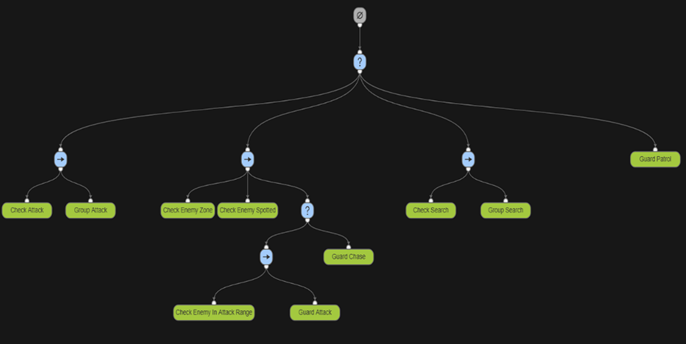 Ø
?
Guard Patrol
Check Attack
Group Attack
Check Enemy Zone
Check Enemy Spotted
?
Check Search
Group Search
Guard Chase
Check Enemy In Attack Range
Guard Attack